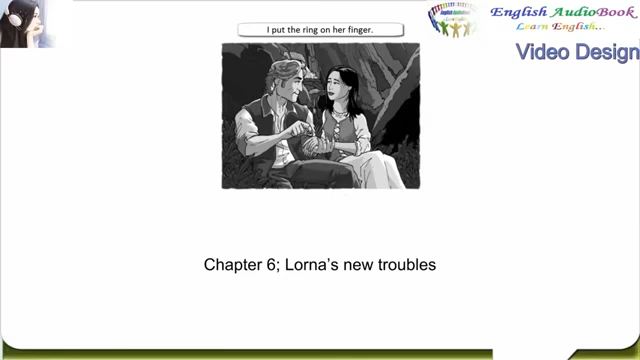 I put the ring on her finger.
English AudioBook
Learn English...
Video Design
Chapter 6; Lorna's new troubles